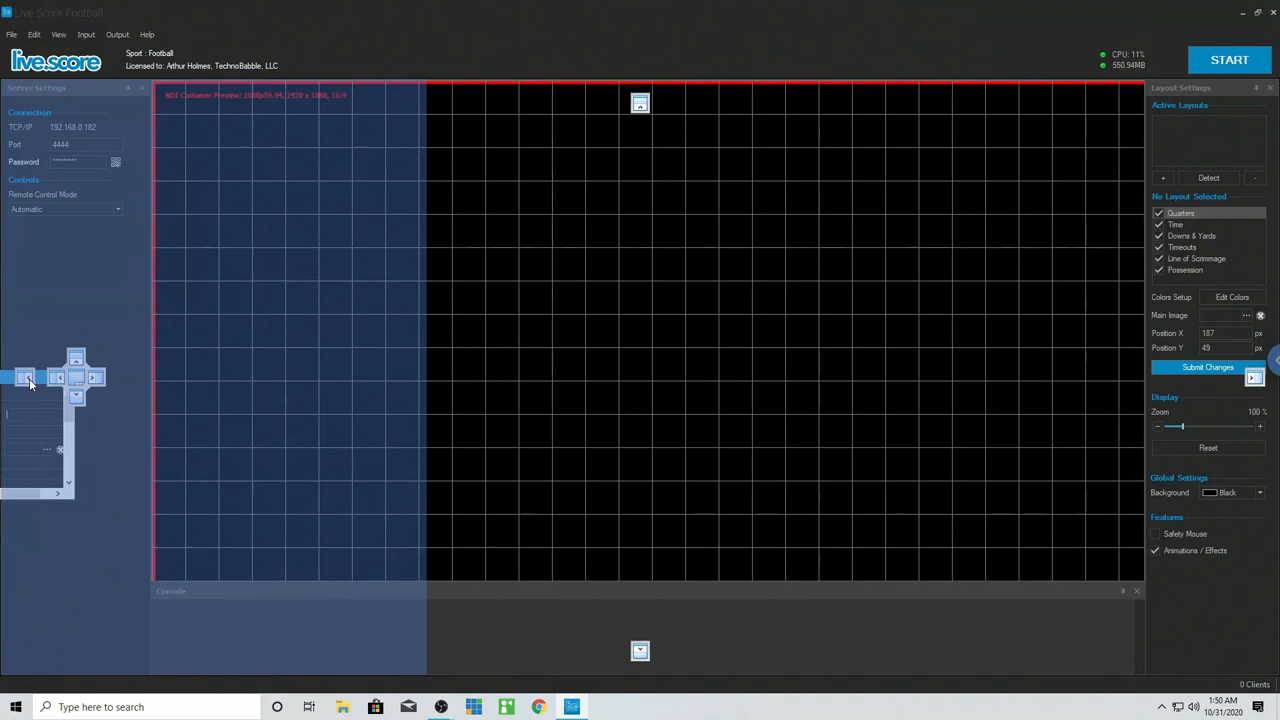 Live Score Football
File Edit View Input Output Help
live.score
Sport : Football
Licensed to: Arthur Holmes, TechnoBabble, LLC
CPU: 11%
550.94MB
START
Server Settings
Connection
TCP/IP 192.168.0.182
Port 4444
Password *********
Controls
Remote Control Mode
Automatic
NDI Container Preview: 1080p59.94, 1920 x 1080, 16:9
Console
Layout Settings
Active Layouts
+ Detect -
No Layout Selected
Quarters
Time
Downs & Yards
Timeouts
Line of Scrimmage
Possession
Colors Setup Edit Colors
Main Image ...
Position X 187 px
Position Y 49 px
Submit Changes
Display
Zoom 100 %
Reset
Global Settings
Background Black
Features
Safety Mouse
Animations / Effects
0 Clients
Type here to search
1:50 AM
10/31/2020